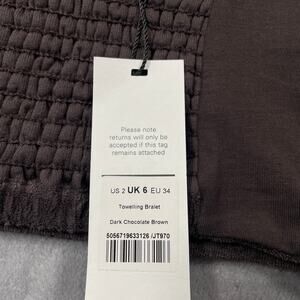 Please note
returns will only be
accepted if this tag
remains attached
US 2 UK 6 EU 34
Towelling Bralet
Dark Chocolate Brown
5056719633126 /JT970